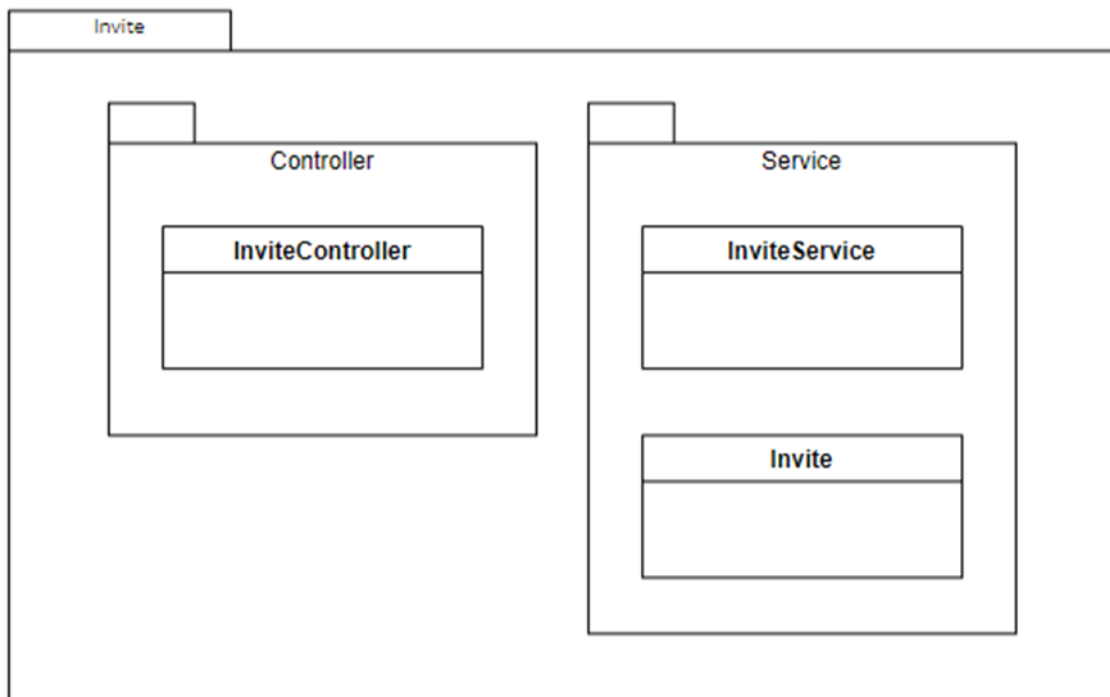 Invite
Controller
InviteController
Service
InviteService
Invite